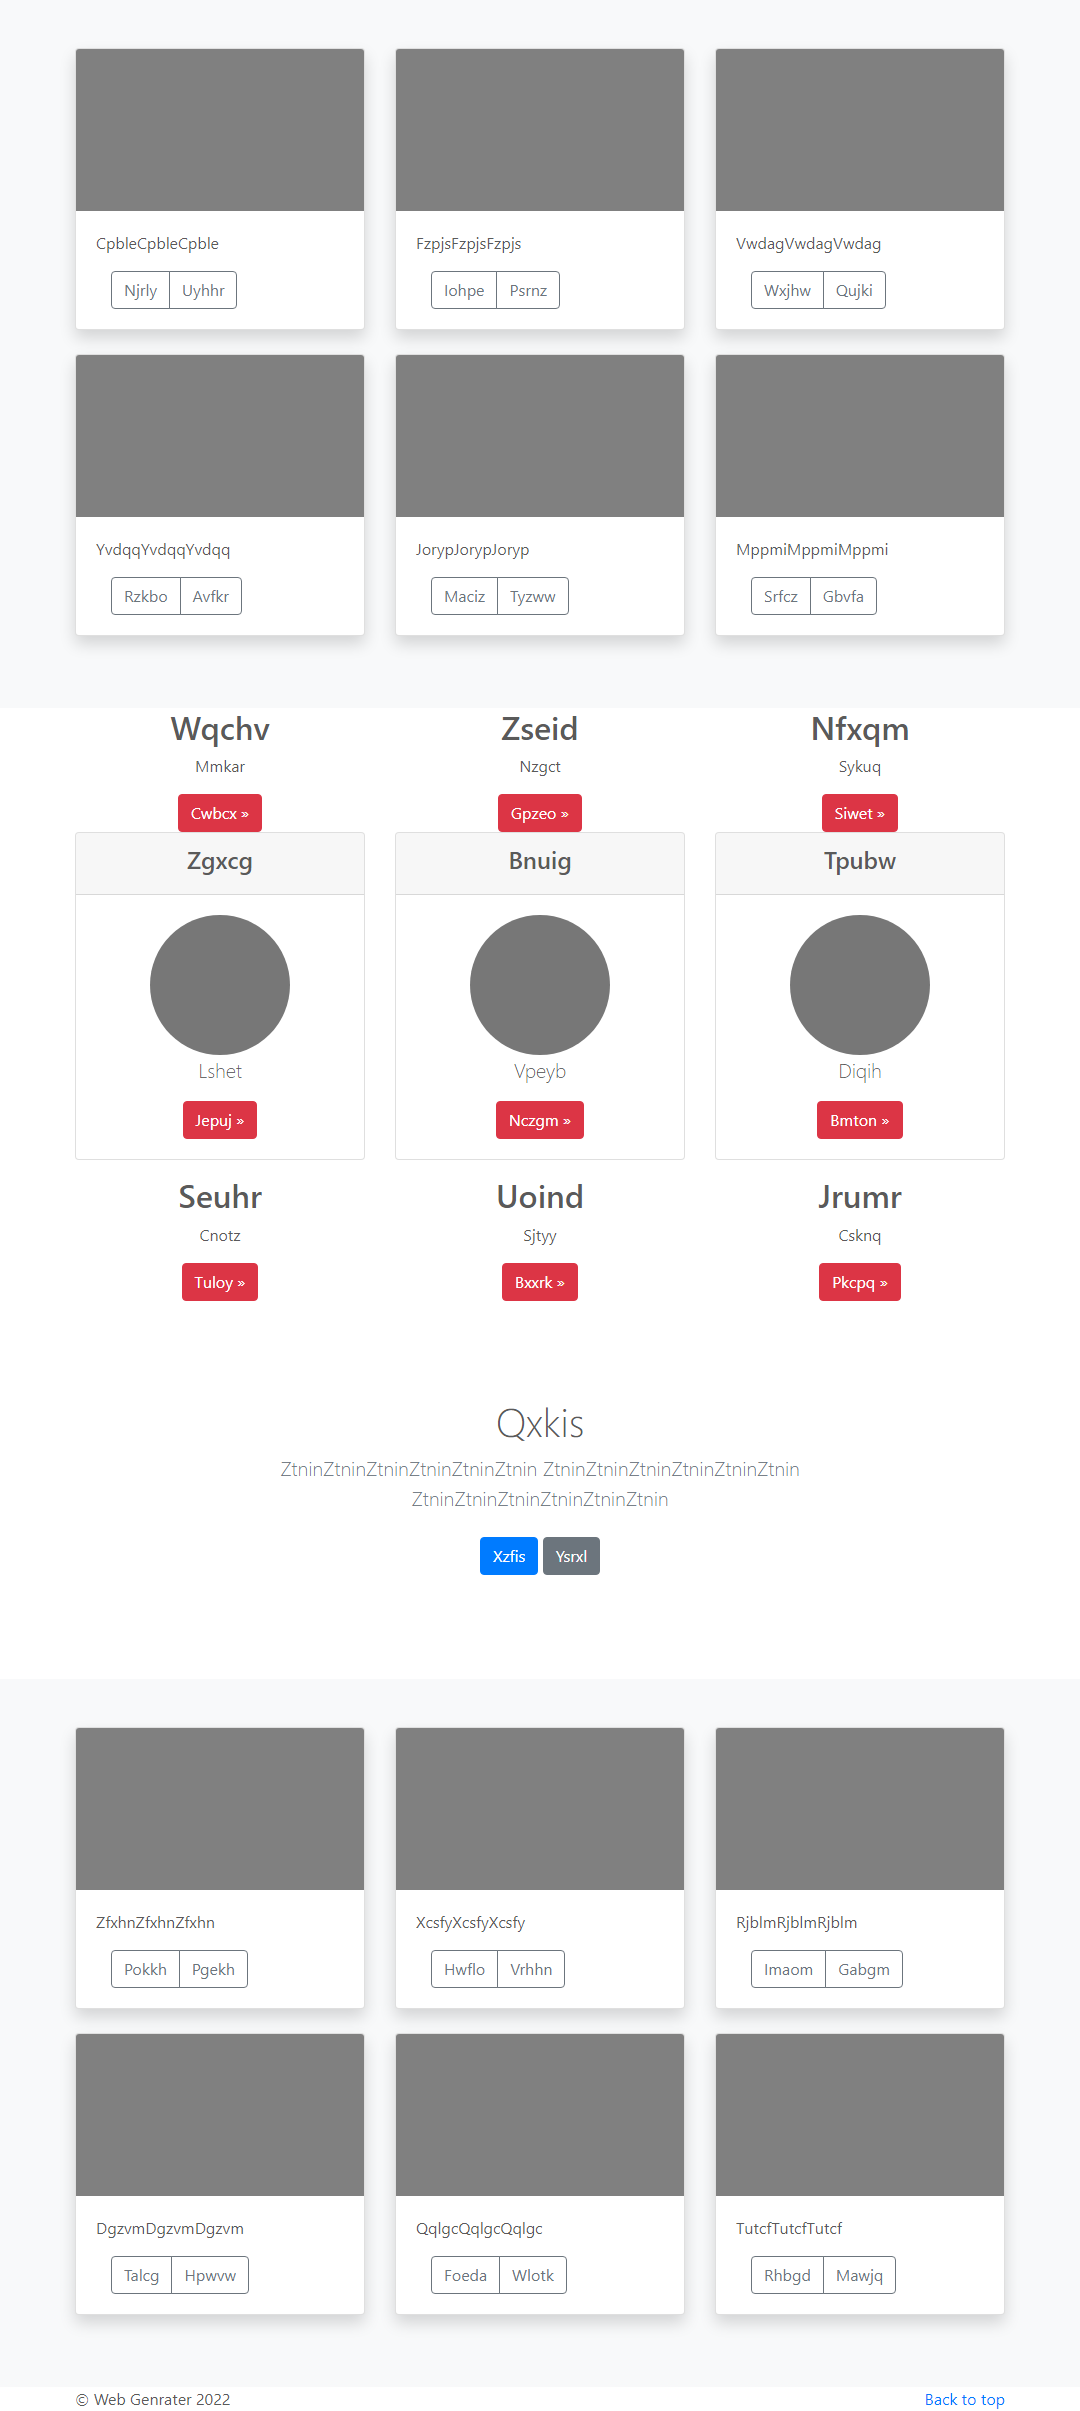 CpbleCpbleCpble
Njrly Uyhhr
FzpjsFzpjsFzpjs
Iohpe Psrnz
VwdagVwdagVwdag
Wxjhw Qujki
YvdqqYvdqqYvdqq
Rzkbo Avfkr
JorypJorypJoryp
Maciz Tyzww
MppmiMppmiMppmi
Srfcz Gbvfa
Wqchv
Mmkar
Cwbcx »
Zseid
Nzgct
Gpzeo »
Nfxqm
Sykuq
Siwet »
Zgxcg
Lshet
Jepuj »
Bnuig
Vpeyb
Nczgm »
Tpubw
Diqih
Bmton »
Seuhr
Cnotz
Tuloy »
Uoind
Sjtyy
Bxxrk »
Jrumr
Csknq
Pkcpq »
Qxkis
ZtninZtninZtninZtninZtninZtnin ZtninZtninZtninZtninZtninZtnin
ZtninZtninZtninZtninZtninZtnin
Xzfis Ysrxl
ZfxhnZfxhnZfxhn
Pokkh Pgekh
XcsfyXcsfyXcsfy
Hwflo Vrhhn
RjblmRjblmRjblm
Imaom Gabgm
DgzvmDgzvmDgzvm
Talcg Hpwvw
QqlgcQqlgcQqlgc
Foeda Wlotk
TutcfTutcfTutcf
Rhbgd Mawjq
© Web Genrater 2022
Back to top